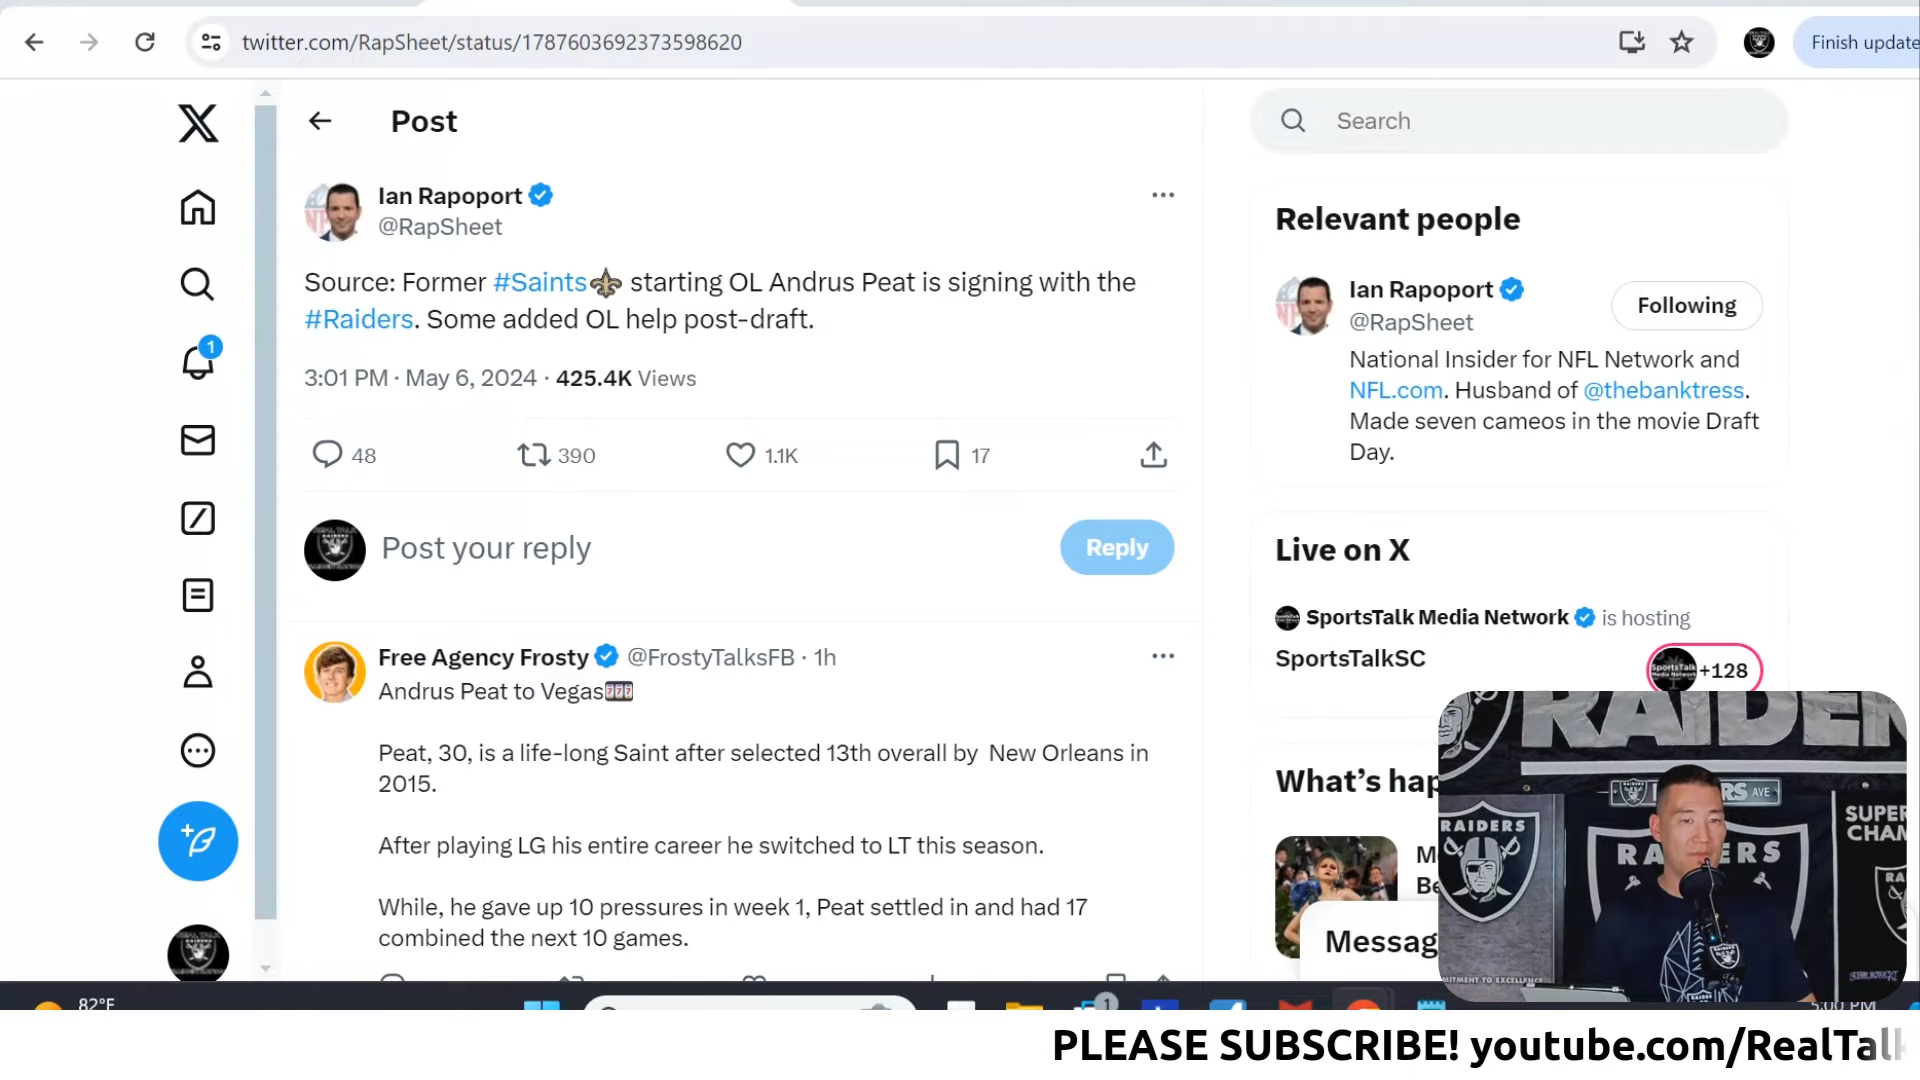 twitter.com/RapSheet/status/1787603692373598620
Finish update
Post
Search
Ian Rapoport
@RapSheet
Source: Former #Saints starting OL Andrus Peat is signing with the
#Raiders. Some added OL help post-draft.
3:01 PM · May 6, 2024 · 425.4K Views
48
390
1.1K
17
Post your reply
Reply
Free Agency Frosty @FrostyTalksFB · 1h
Andrus Peat to Vegas
Peat, 30, is a life-long Saint after selected 13th overall by New Orleans in
2015.
After playing LG his entire career he switched to LT this season.
While, he gave up 10 pressures in week 1, Peat settled in and had 17
combined the next 10 games.
Relevant people
Ian Rapoport
@RapSheet
Following
National Insider for NFL Network and
NFL.com. Husband of @thebanktress.
Made seven cameos in the movie Draft
Day.
Live on X
SportsTalk Media Network is hosting
SportsTalkSC
+128
What's hap
Messag
1
RAIDER
RS AVE
RAIDERS
SUPER
CHAM
82°F
1
5:00 PM
PLEASE SUBSCRIBE! youtube.com/RealTalk